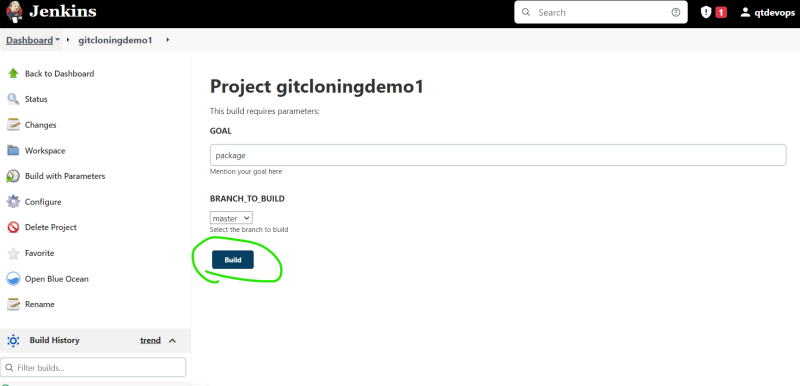 Jenkins
Search
1
qtdevops
Dashboard
gitcloningdemo1
Back to Dashboard
Status
Changes
Workspace
Build with Parameters
Configure
Delete Project
Favorite
Open Blue Ocean
Rename
Build History
trend
Filter builds...
Project gitcloningdemo1
This build requires parameters:
GOAL
package
Mention your goal here
BRANCH_TO_BUILD
master
Select the branch to build
Build